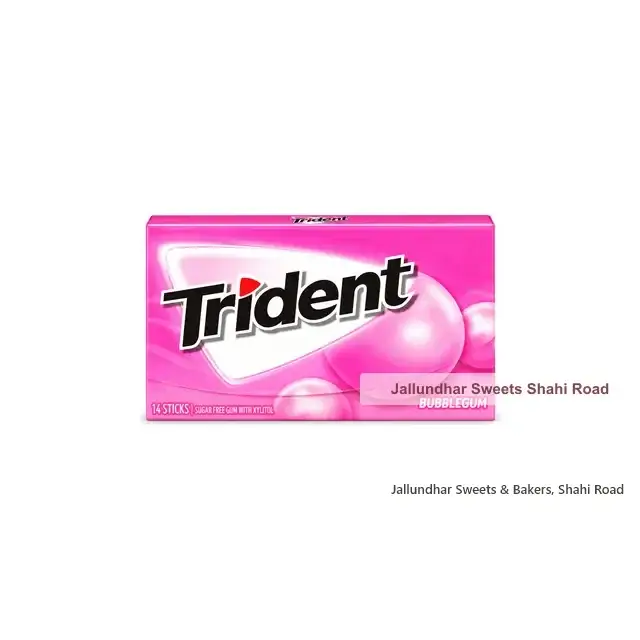 Trident
Trident
Jallundhar Sweets Shahi Road
14 STICKS | SUGAR FREE GUM WITH XYLITOL
BUBBLEGUM
Jallundhar Sweets & Bakers, Shahi Road